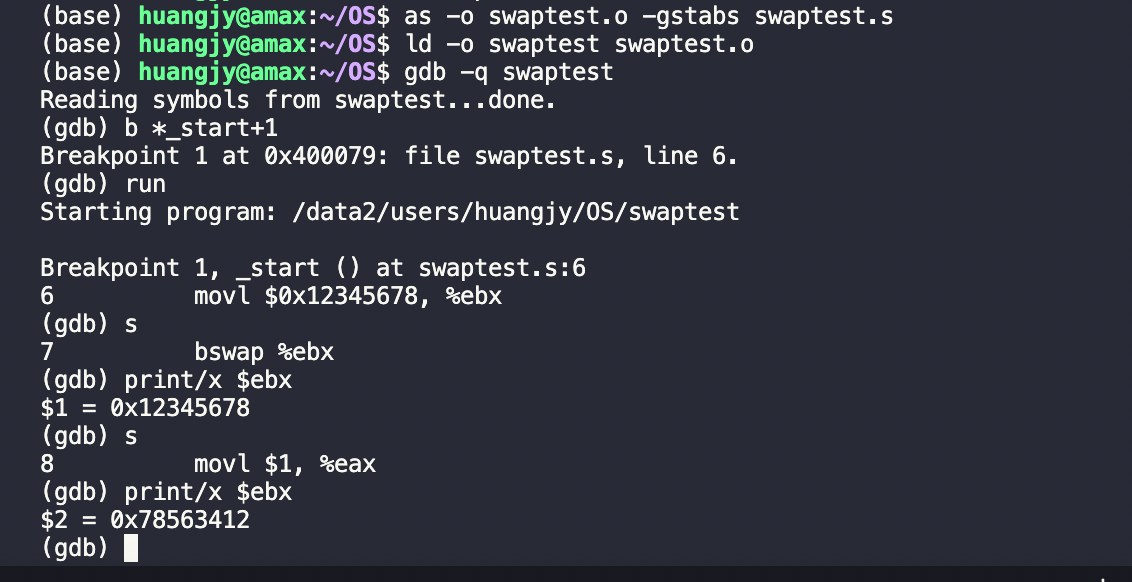 (base) huangjy@amax:~/OS$ as -o swaptest.o -gstabs swaptest.s
(base) huangjy@amax:~/OS$ ld -o swaptest swaptest.o
(base) huangjy@amax:~/OS$ gdb -q swaptest
Reading symbols from swaptest...done.
(gdb) b *_start+1
Breakpoint 1 at 0x400079: file swaptest.s, line 6.
(gdb) run
Starting program: /data2/users/huangjy/OS/swaptest
Breakpoint 1, _start () at swaptest.s:6
6          movl $0x12345678, %ebx
(gdb) s
7          bswap %ebx
(gdb) print/x $ebx
$1 = 0x12345678
(gdb) s
8          movl $1, %eax
(gdb) print/x $ebx
$2 = 0x78563412
(gdb)